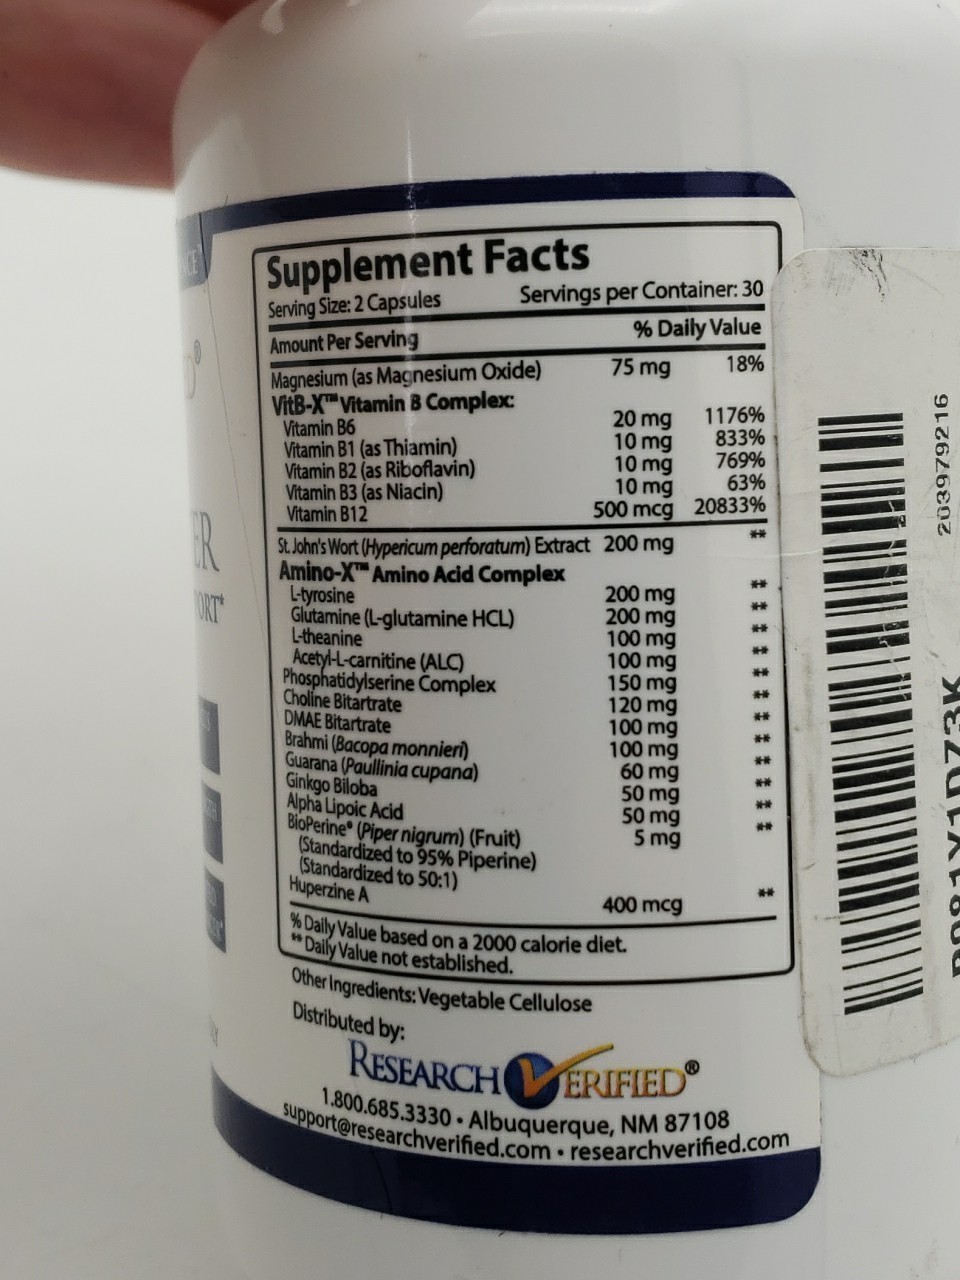 Supplement Facts
Serving Size: 2 Capsules Servings per Container: 30
Amount Per Serving % Daily Value
Magnesium (as Magnesium Oxide) 75 mg 18%
VitB-X™ Vitamin B Complex:
Vitamin B6 20 mg 1176%
Vitamin B1 (as Thiamin) 10 mg 833%
Vitamin B2 (as Riboflavin) 10 mg 769%
Vitamin B3 (as Niacin) 10 mg 63%
Vitamin B12 500 mcg 20833%
St. John's Wort (Hypericum perforatum) Extract 200 mg **
Amino-X™ Amino Acid Complex
L-tyrosine 200 mg **
Glutamine (L-glutamine HCL) 200 mg **
L-theanine 100 mg **
Acetyl-L-carnitine (ALC) 100 mg **
Phosphatidylserine Complex 150 mg **
Choline Bitartrate 120 mg **
DMAE Bitartrate 100 mg **
Brahmi (Bacopa monnieri) 100 mg **
Guarana (Paullinia cupana) 60 mg **
Ginkgo Biloba 50 mg **
Alpha Lipoic Acid 50 mg **
BioPerine® (Piper nigrum) (Fruit) 5 mg **
(Standardized to 95% Piperine)
(Standardized to 50:1)
Huperzine A 400 mcg **
% Daily Value based on a 2000 calorie diet.
** Daily Value not established.
Other Ingredients: Vegetable Cellulose
Distributed by:
RESEARCH VERIFIED®
1.800.685.3330 • Albuquerque, NM 87108
support@researchverified.com • researchverified.com
203979216